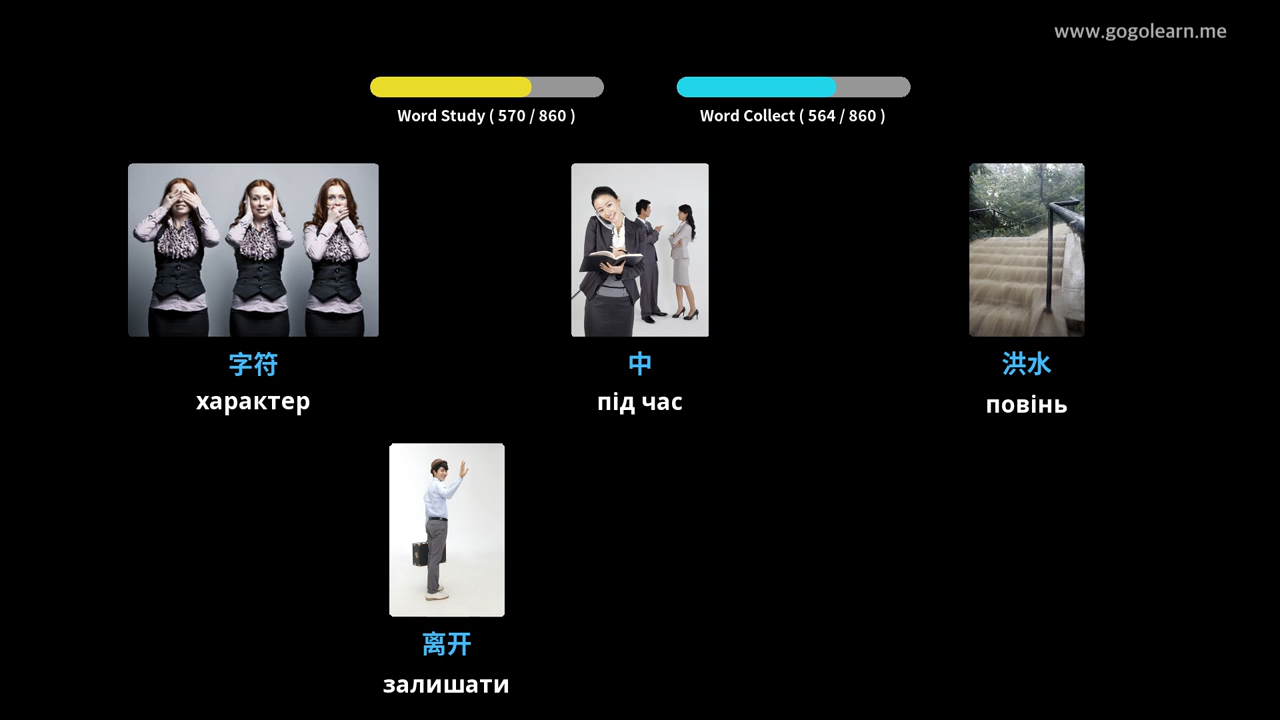 www.gogolearn.me
Word Study ( 570 / 860 )
Word Collect ( 564 / 860 )
字符
характер
中
під час
洪水
повінь
离开
залишати